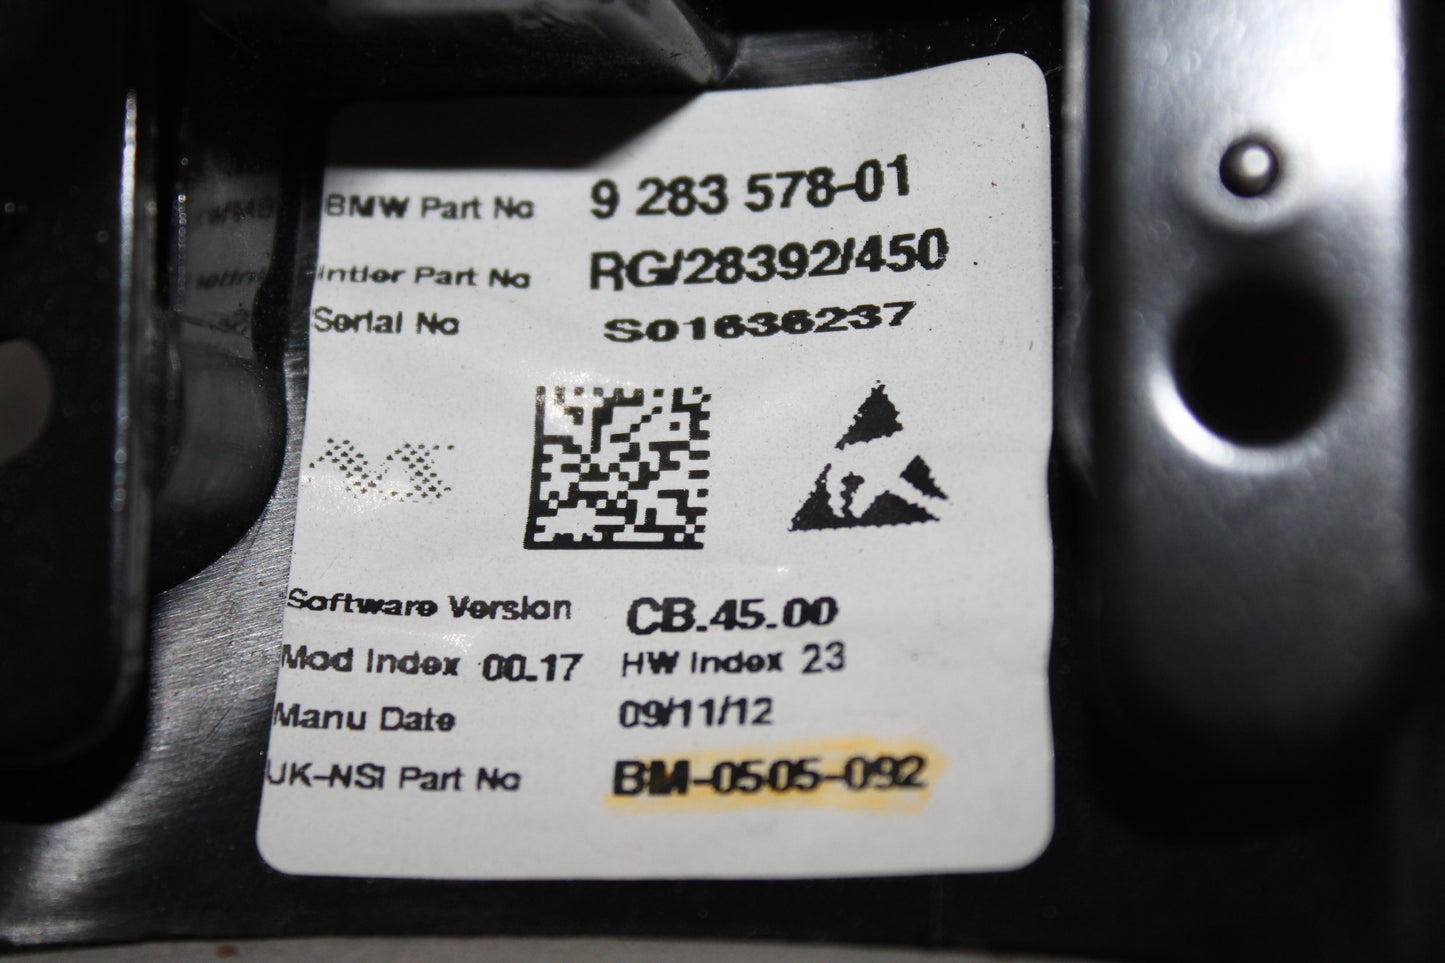 BMW Part No 9 283 578-01
Intier Part No RG/28392/450
Serial No S01636237
Software Version CB.45.00
Mod Index 00.17 HW Index 23
Manu Date 09/11/12
UK-NSI Part No BM-0505-092